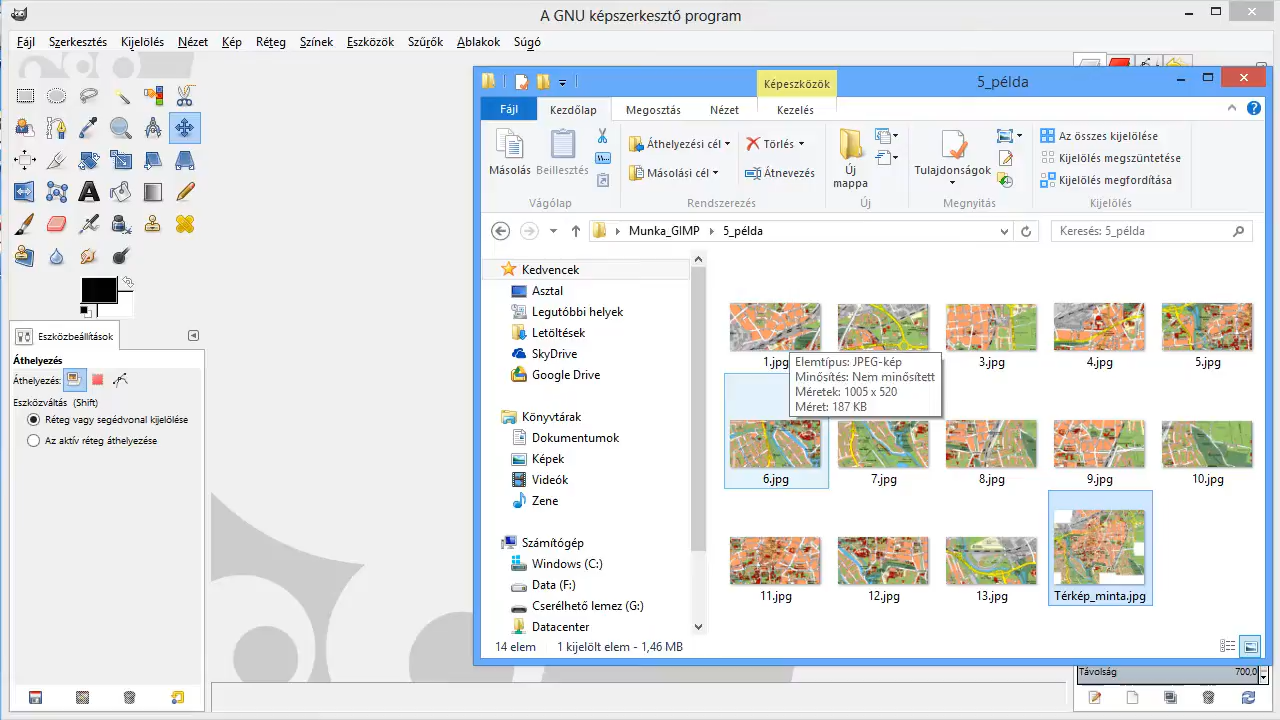 A GNU képszerkesztő program
Fájl Szerkesztés Kijelölés Nézet Kép Réteg Színek Eszközök Szűrők Ablakok Súgó
Képeszközök 5_példa
Fájl Kezdőlap Megosztás Nézet Kezelés
Másolás Beillesztés
Áthelyezési cél
Másolási cél
Törlés
Átnevezés
Új
mappa
Tulajdonságok
Az összes kijelölése
Kijelölés megszüntetése
Kijelölés megfordítása
Vágólap Rendszerezés Új Megnyitás Kijelölés
Munka_GIMP 5_példa
Keresés: 5_példa
Kedvencek
Asztal
Legutóbbi helyek
Letöltések
SkyDrive
Google Drive
Könyvtárak
Dokumentumok
Képek
Videók
Zene
Számítógép
Windows (C:)
Data (F:)
Cserélhető lemez (G:)
Datacenter
1.jpg
3.jpg
4.jpg
5.jpg
Elemtípus: JPEG-kép
Minősítés: Nem minősített
Méretek: 1005 x 520
Méret: 187 KB
6.jpg
7.jpg
8.jpg
9.jpg
10.jpg
11.jpg
12.jpg
13.jpg
Térkép_minta.jpg
14 elem 1 kijelölt elem - 1,46 MB
Eszközbeállítások
Áthelyezés
Áthelyezés:
Eszközváltás (Shift)
Réteg vagy segédvonal kijelölése
Az aktív réteg áthelyezése
Távolság 700,0